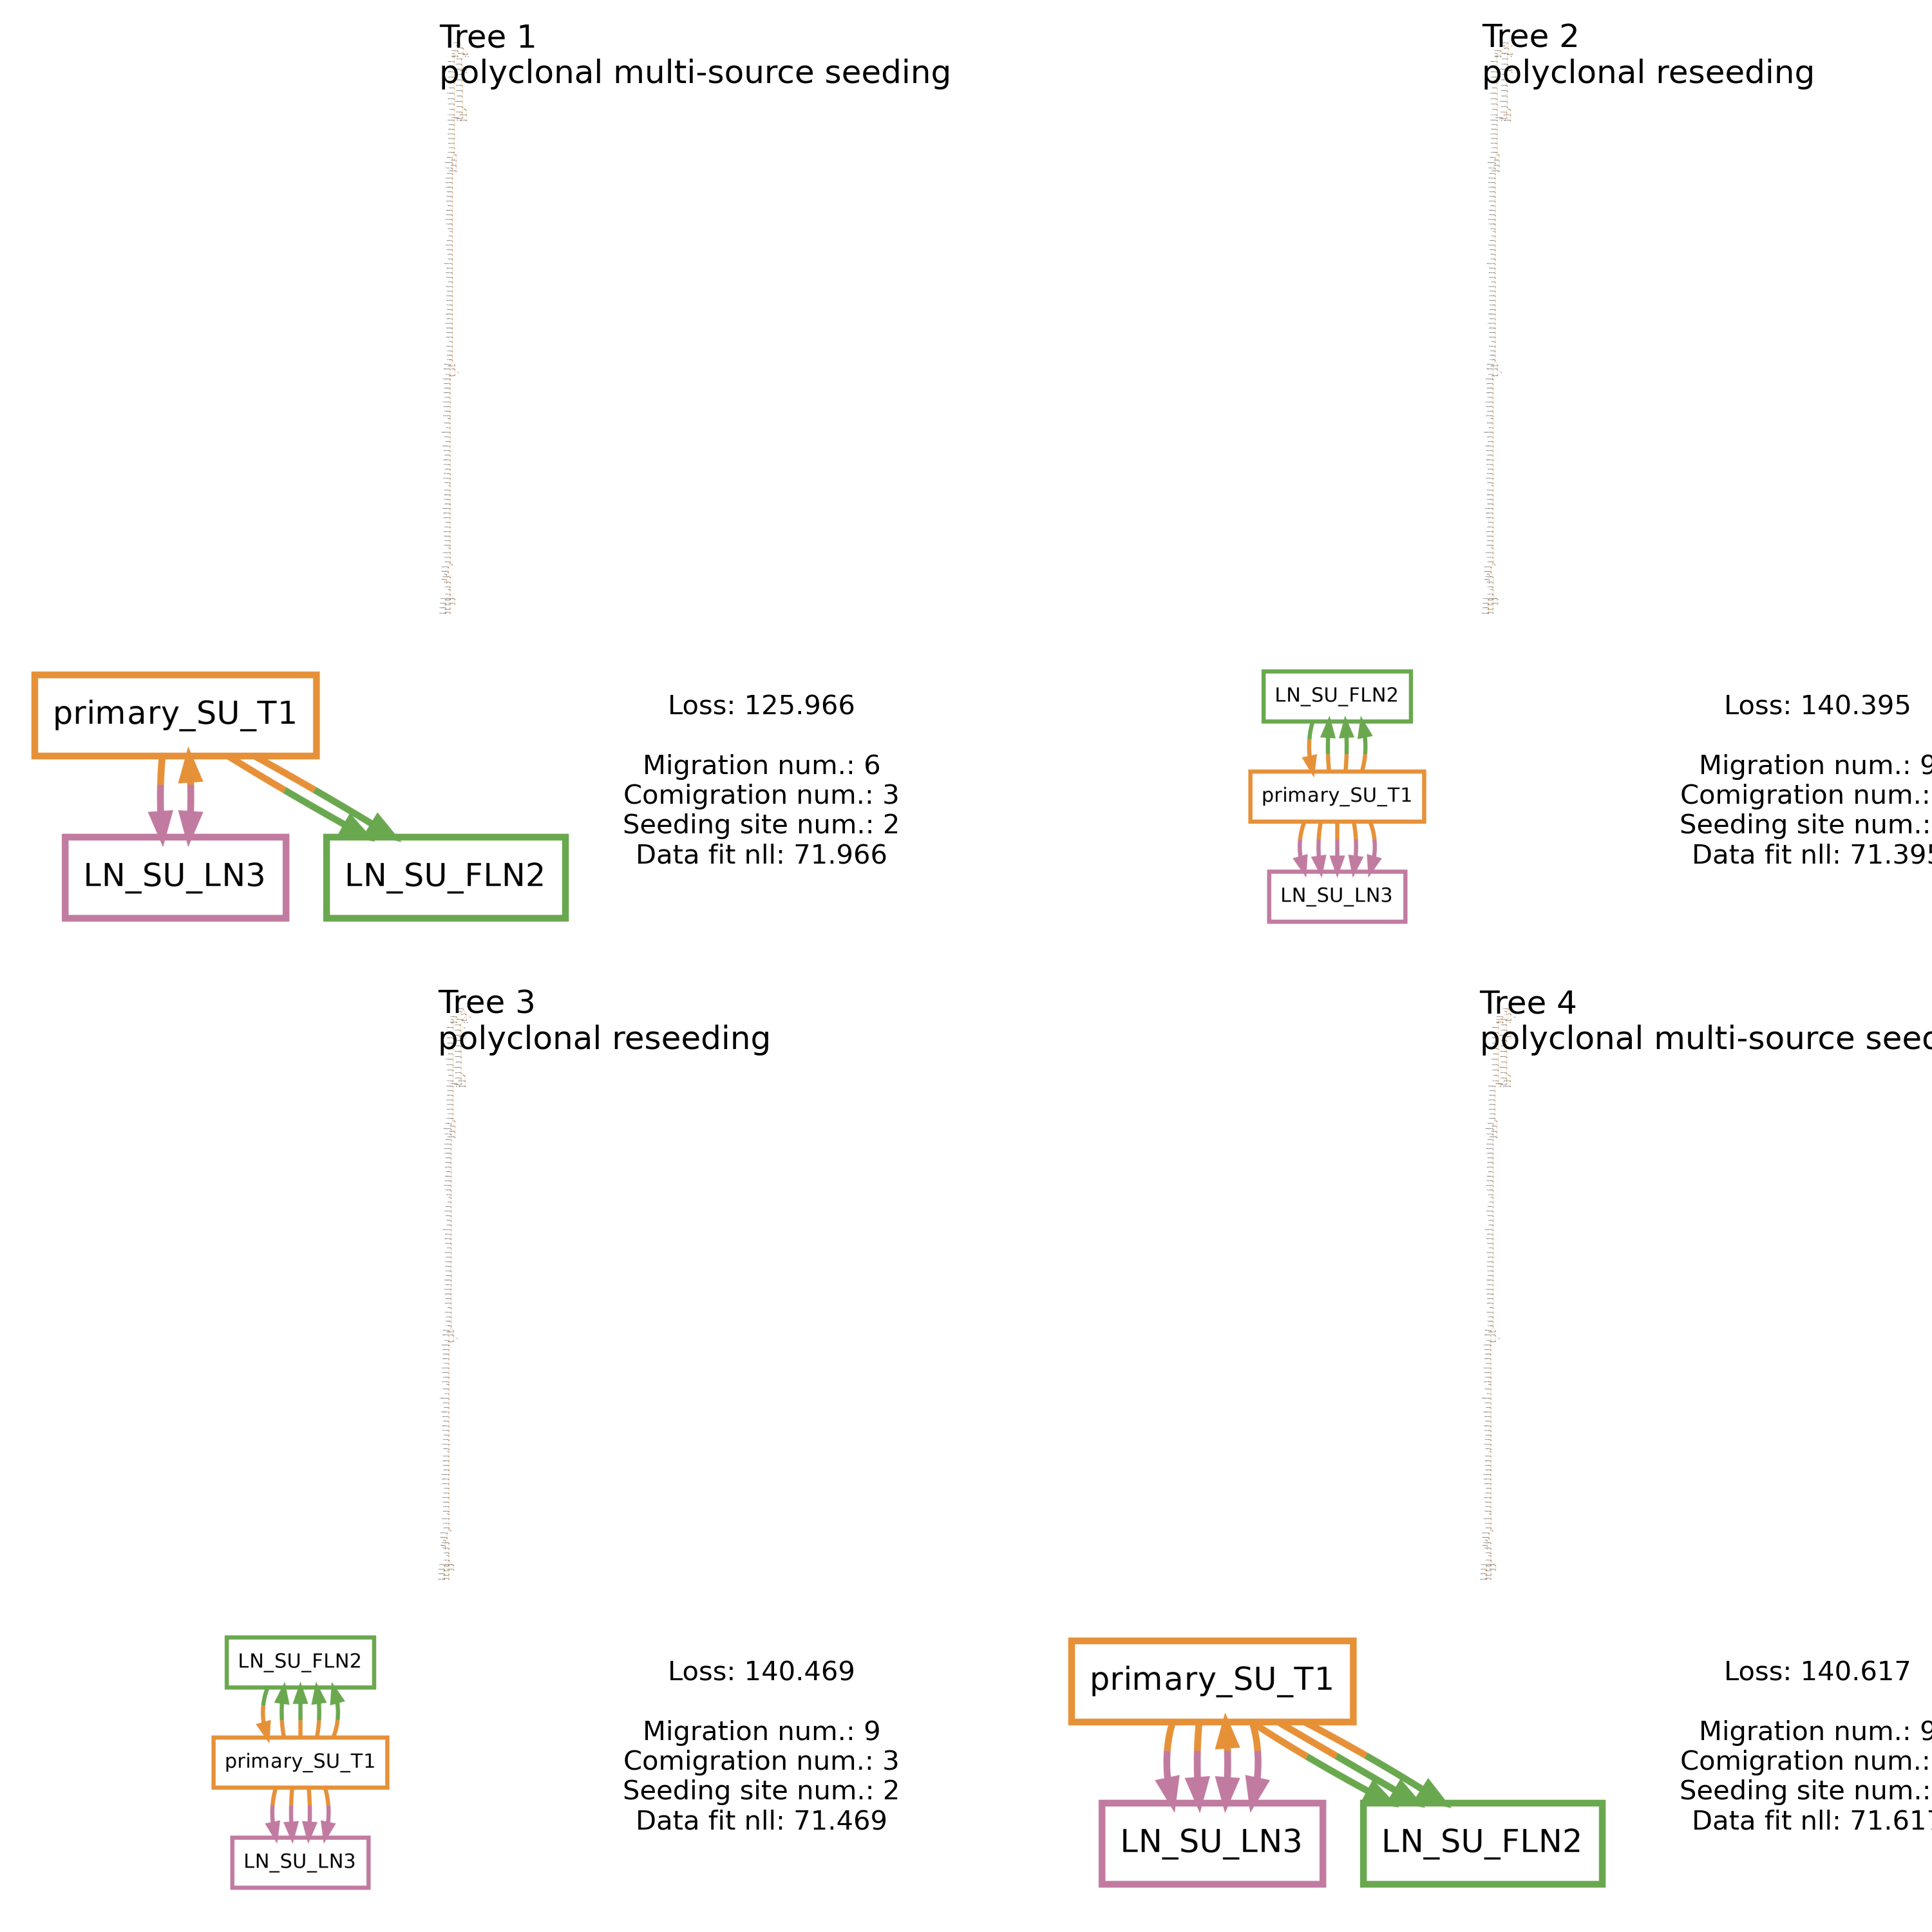 Tree 1
polyclonal multi-source seeding
primary_SU_T1
LN_SU_LN3
LN_SU_FLN2
Loss: 125.966
Migration num.: 6
Comigration num.: 3
Seeding site num.: 2
Data fit nll: 71.966
Tree 2
polyclonal reseeding
LN_SU_FLN2
primary_SU_T1
LN_SU_LN3
Loss: 140.395
Migration num.: 9
Comigration num.:
Seeding site num.:
Data fit nll: 71.395
Tree 3
polyclonal reseeding
LN_SU_FLN2
primary_SU_T1
LN_SU_LN3
Loss: 140.469
Migration num.: 9
Comigration num.: 3
Seeding site num.: 2
Data fit nll: 71.469
Tree 4
polyclonal multi-source seed
primary_SU_T1
LN_SU_LN3
LN_SU_FLN2
Loss: 140.617
Migration num.: 9
Comigration num.:
Seeding site num.:
Data fit nll: 71.617